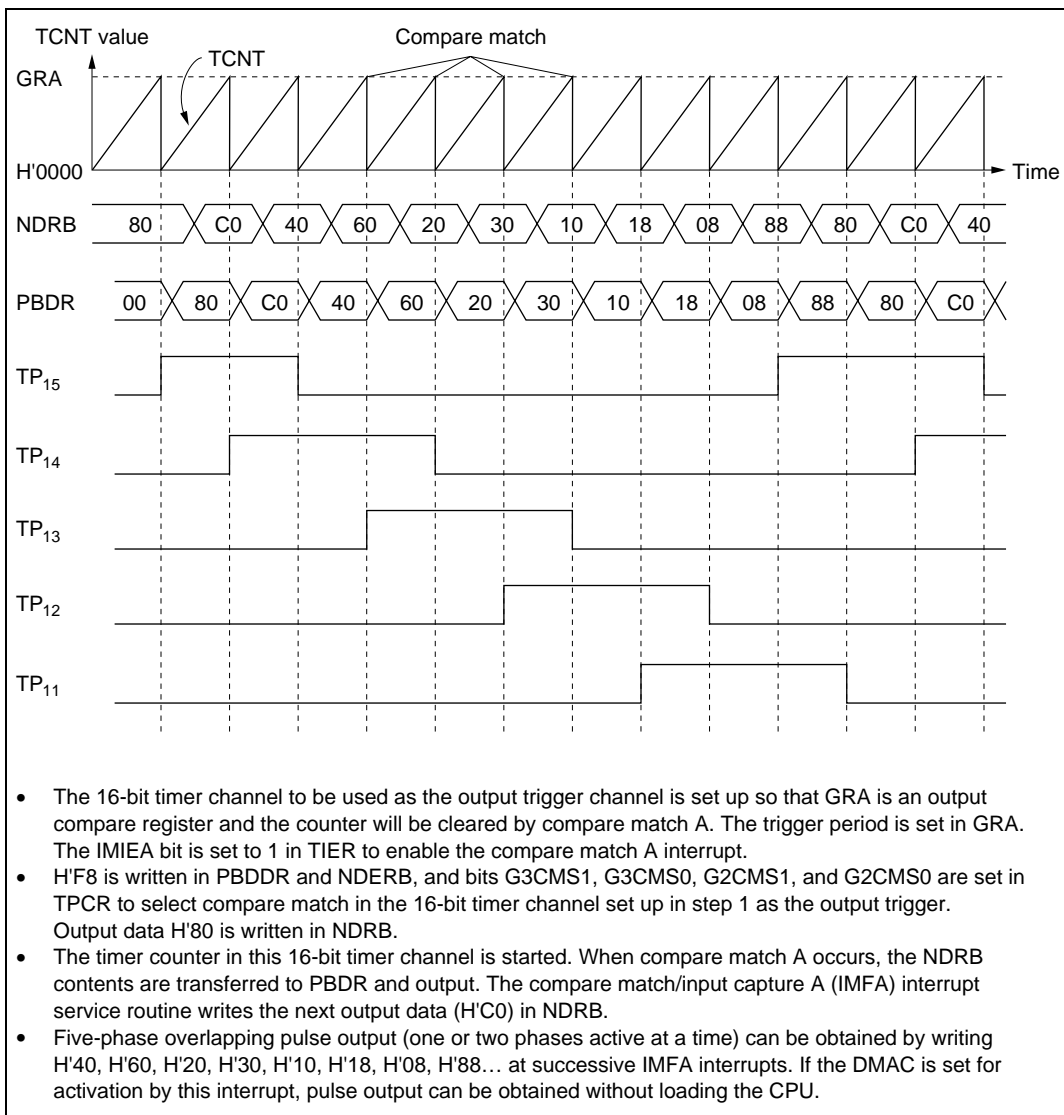 TCNT value Compare match
TCNT
GRA
H'0000 Time
NDRB 80 C0 40 60 20 30 10 18 08 88 80 C0 40
PBDR 00 80 C0 40 60 20 30 10 18 08 88 80 C0
TP15
TP14
TP13
TP12
TP11
• The 16-bit timer channel to be used as the output trigger channel is set up so that GRA is an output
compare register and the counter will be cleared by compare match A. The trigger period is set in GRA.
The IMIEA bit is set to 1 in TIER to enable the compare match A interrupt.
• H'F8 is written in PBDDR and NDERB, and bits G3CMS1, G3CMS0, G2CMS1, and G2CMS0 are set in
TPCR to select compare match in the 16-bit timer channel set up in step 1 as the output trigger.
Output data H'80 is written in NDRB.
• The timer counter in this 16-bit timer channel is started. When compare match A occurs, the NDRB
contents are transferred to PBDR and output. The compare match/input capture A (IMFA) interrupt
service routine writes the next output data (H'C0) in NDRB.
• Five-phase overlapping pulse output (one or two phases active at a time) can be obtained by writing
H'40, H'60, H'20, H'30, H'10, H'18, H'08, H'88… at successive IMFA interrupts. If the DMAC is set for
activation by this interrupt, pulse output can be obtained without loading the CPU.